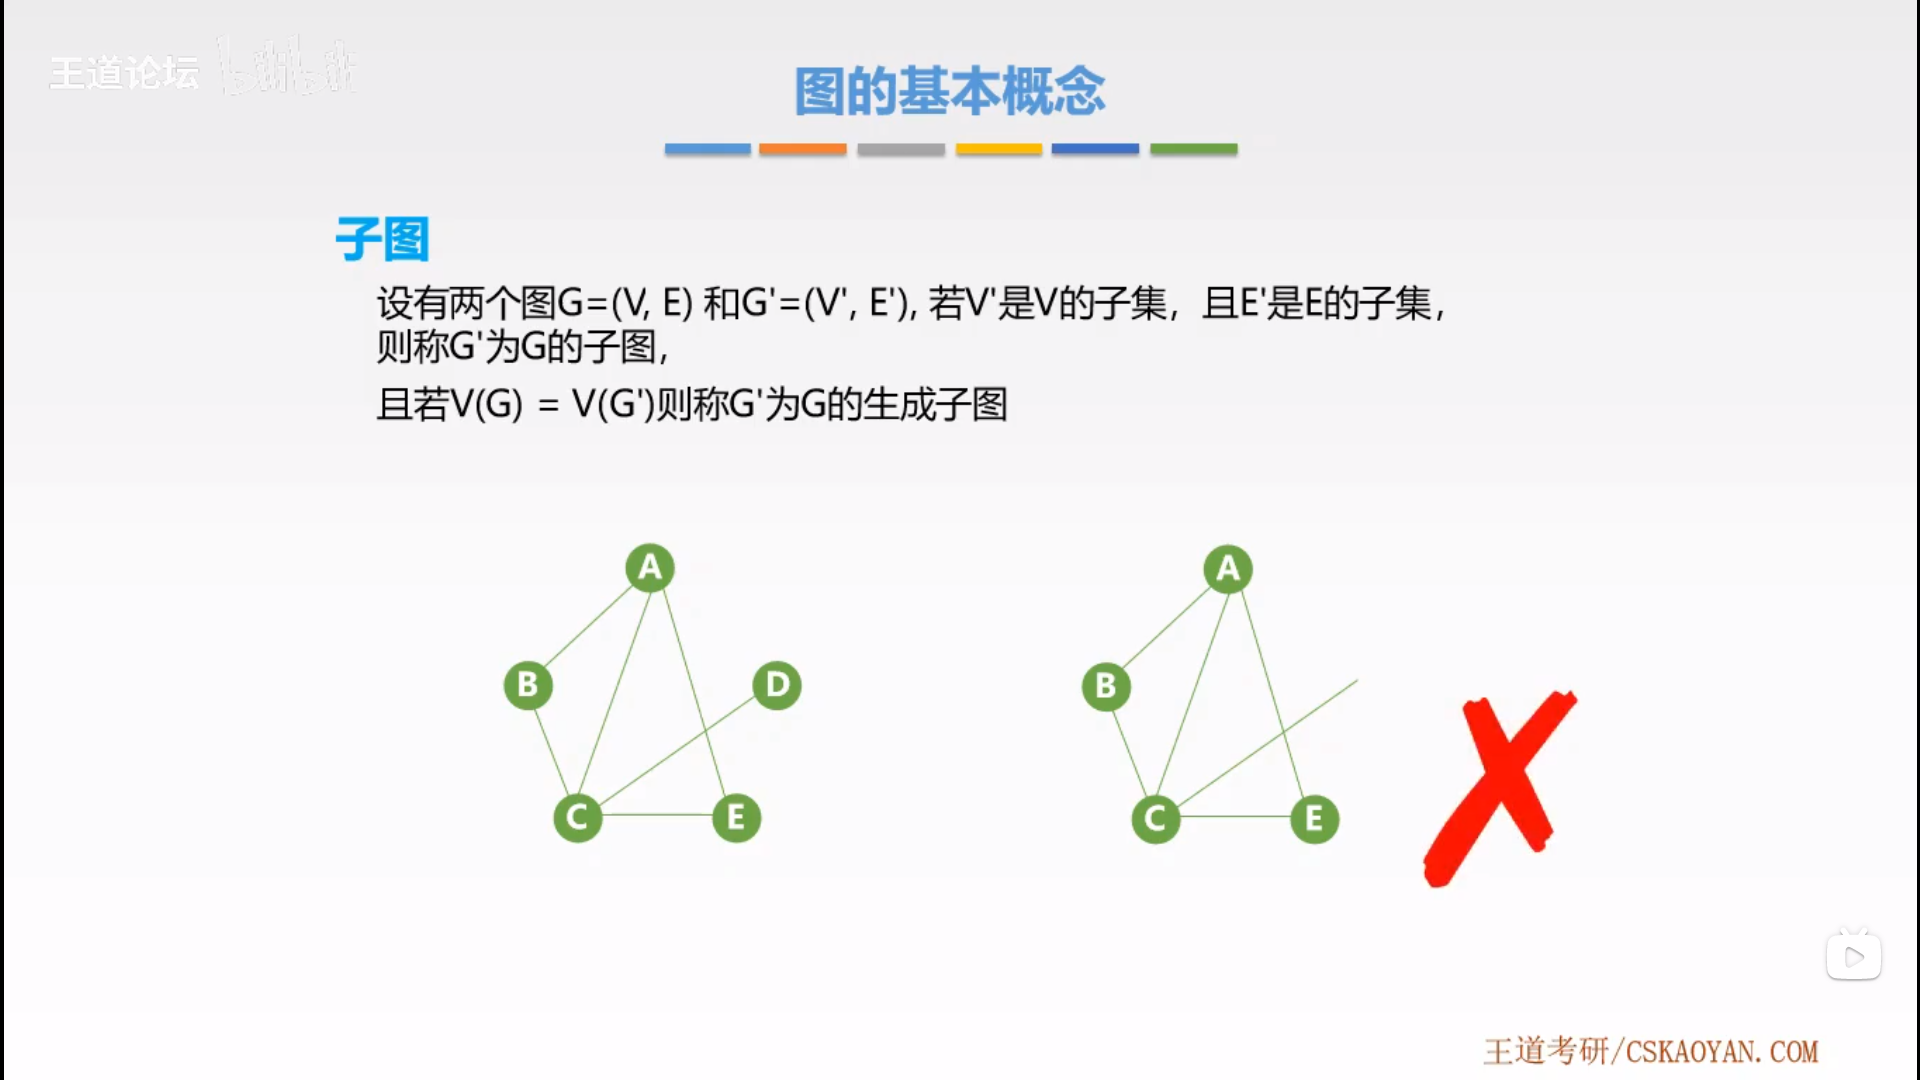 王道论坛 bilibili
图的基本概念
子图
设有两个图G=(V, E) 和G'=(V', E'), 若V'是V的子集，且E'是E的子集，
则称G'为G的子图，
且若V(G) = V(G')则称G'为G的生成子图
A
A
B
D
B
C
E
C
E
王道考研/CSKAOYAN.COM